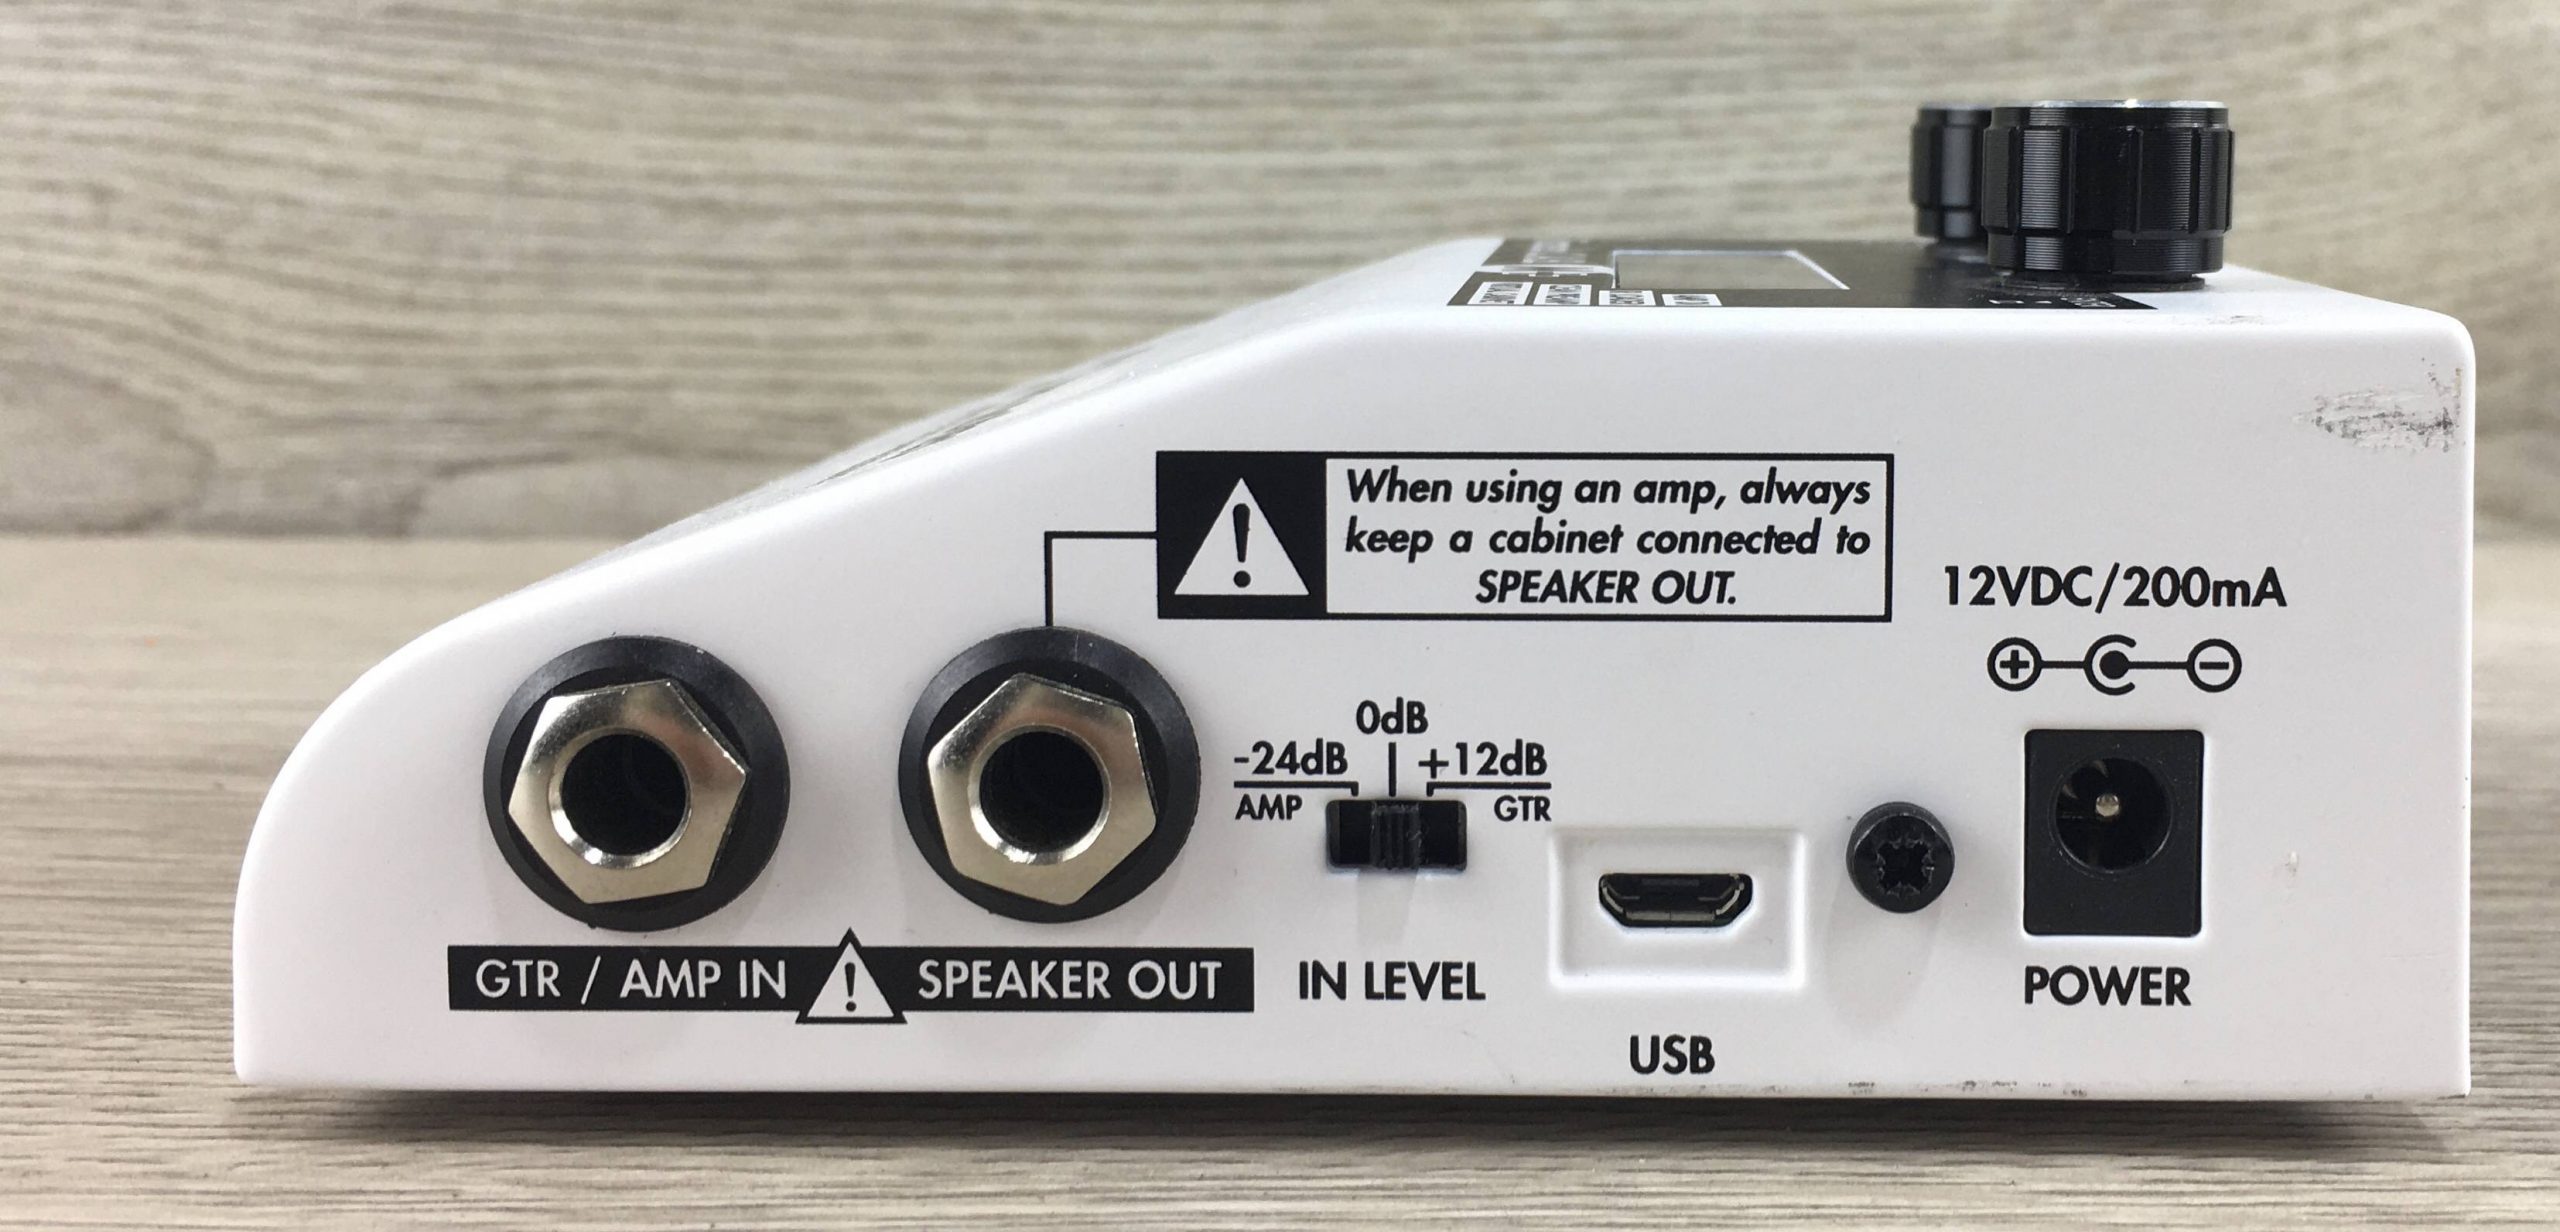 When using an amp, always
keep a cabinet connected to
SPEAKER OUT.
12VDC/200mA
0dB
-24dB +12dB
AMP GTR
GTR / AMP IN SPEAKER OUT
IN LEVEL
USB
POWER